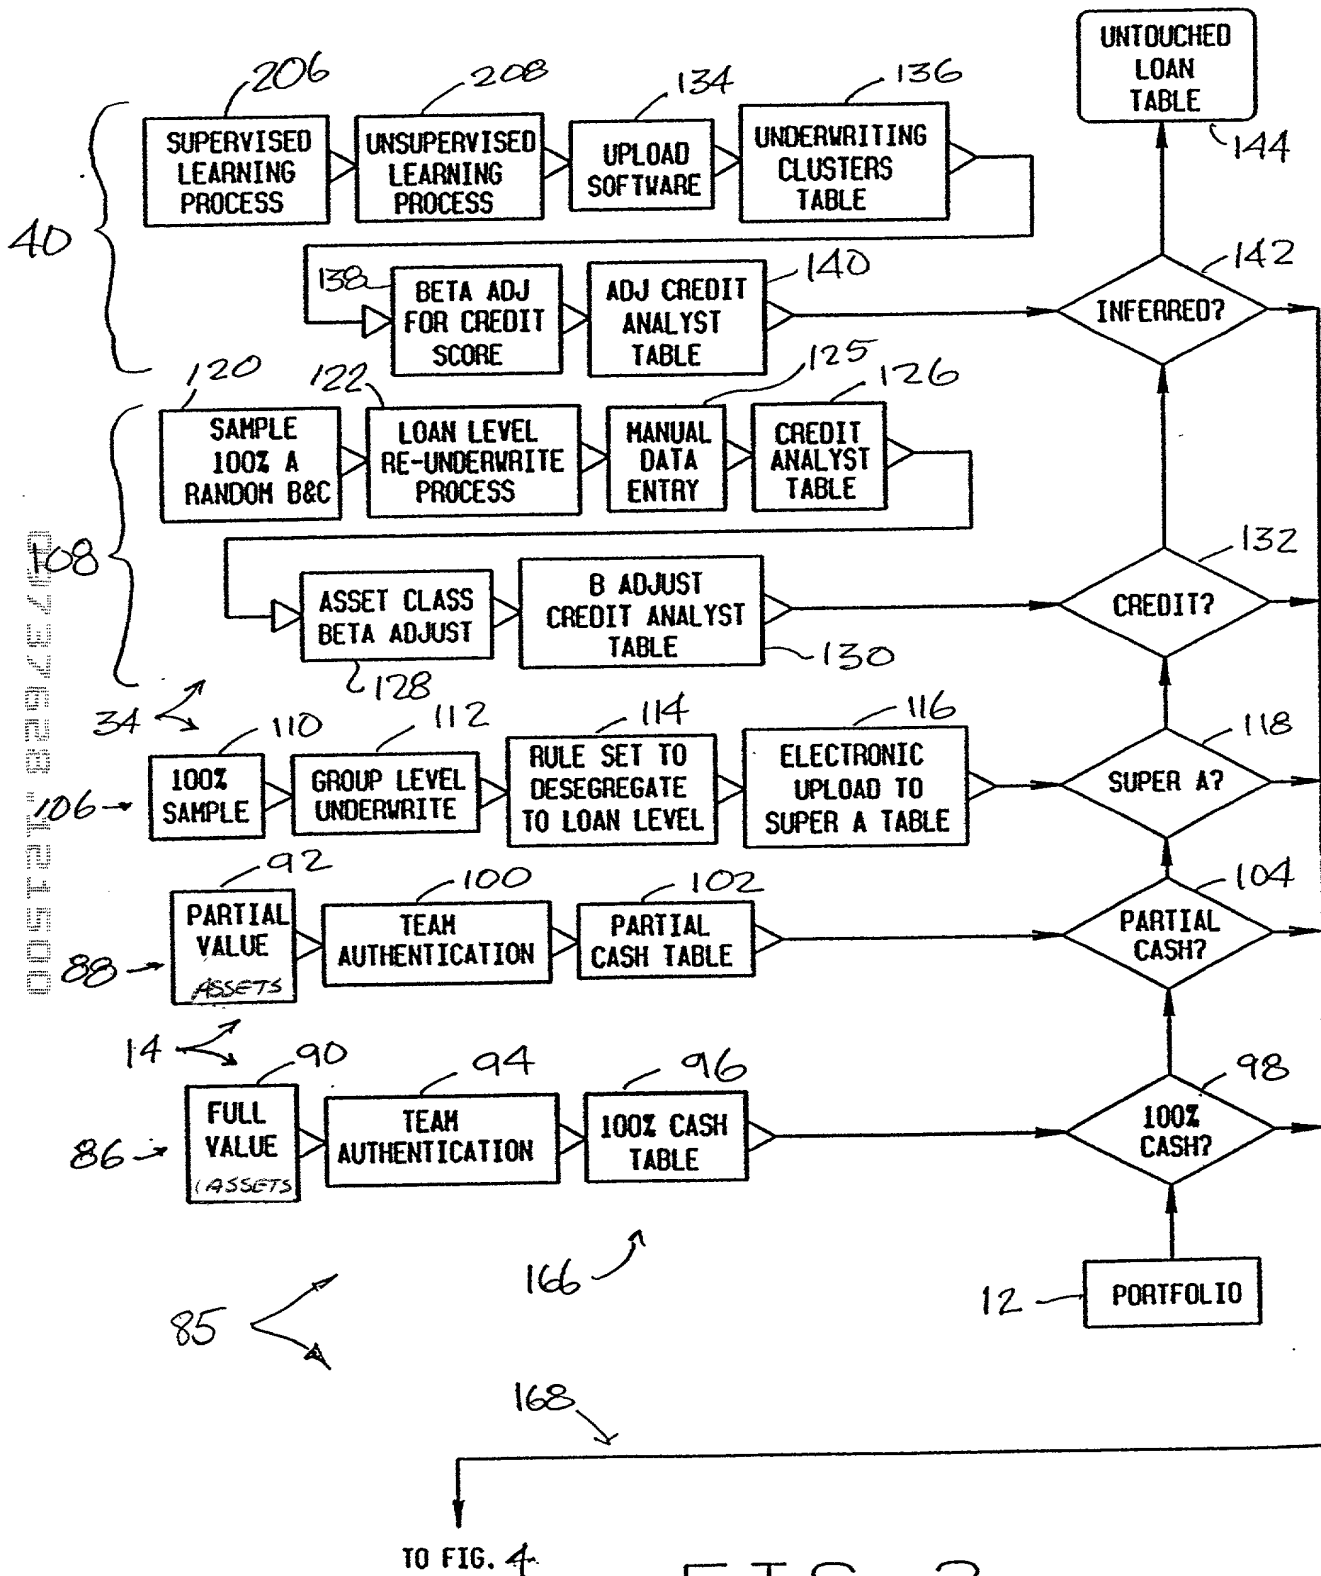 UNTOUCHED
LOAN
TABLE
144
206
208
134
136
40
SUPERVISED
LEARNING
PROCESS
UNSUPERVISED
LEARNING
PROCESS
UPLOAD
SOFTWARE
UNDERWRITING
CLUSTERS
TABLE
138
BETA ADJ
FOR CREDIT
SCORE
140
ADJ CREDIT
ANALYST
TABLE
142
INFERRED?
120
122
125
126
108
SAMPLE
100% A
RANDOM B&C
LOAN LEVEL
RE-UNDERWRITE
PROCESS
MANUAL
DATA
ENTRY
CREDIT
ANALYST
TABLE
ASSET CLASS
BETA ADJUST
128
B ADJUST
CREDIT ANALYST
TABLE
130
132
CREDIT?
34
110
112
114
116
118
106
100%
SAMPLE
GROUP LEVEL
UNDERWRITE
RULE SET TO
DESEGREGATE
TO LOAN LEVEL
ELECTRONIC
UPLOAD TO
SUPER A TABLE
SUPER A?
92
100
102
104
88
PARTIAL
VALUE
ASSETS
TEAM
AUTHENTICATION
PARTIAL
CASH TABLE
PARTIAL
CASH?
14
90
94
96
98
86
FULL
VALUE
ASSETS
TEAM
AUTHENTICATION
100% CASH
TABLE
100%
CASH?
166
85
12
PORTFOLIO
168
TO FIG. 4